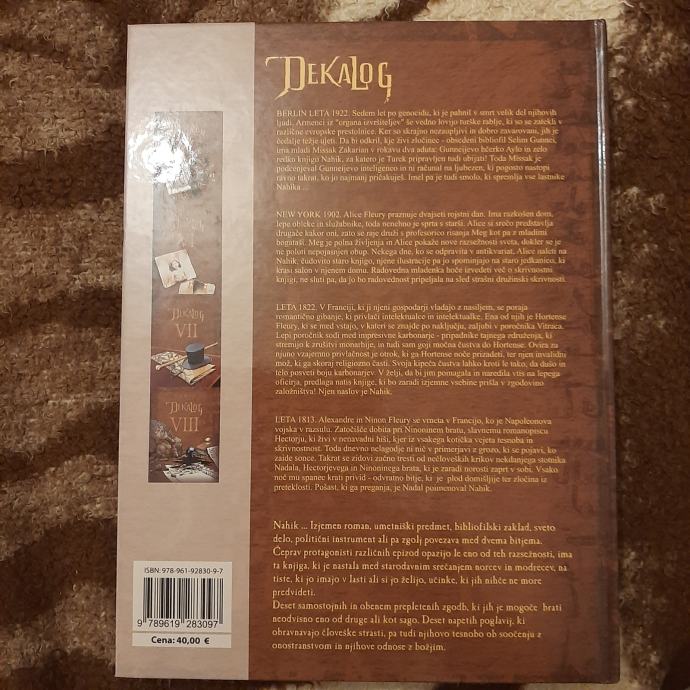 DEKALOG
BERLIN LETA 1922. Sedem let po genocidu, ki je pahnil v smrt velik del njihovih
ljudi, Armenci iz "organa izvršiteljev" še vedno lovijo turške rablje, ki so se zatekli v
različne evropske prestolnice. Ker so skrajno nezaupljivi in dobro zavarovani, jih je
čedalje težje ujeti. Da bi odkril, kje živi zločinec - obsedeni bibliofil Selim Gunnei,
ima mladi Missak Zakarian v rokavu dva aduta: Gunneijevo hčerko Aylo in zelo
redko knjigo Nahik, za katero je Turek pripravljen tudi ubijati! Toda Missak je
podcenjeval Gunneijevo inteligenco in ni računal na ljubezen, ki pogosto nastopi
ravno takrat, ko jo najmanj pričakuješ. Imel pa je tudi smolo, ki spremlja vse lastnike
Nahika ...
NEW YORK 1902. Alice Fleury praznuje dvajseti rojstni dan. Ima razkošen dom,
lepe obleke in služabnike, toda nenehno je sprta s starši. Alice si srečo predstavlja
drugače kakor oni, zato se raje druži s profesorico risanja Meg kot pa z mladimi
bogataši. Meg je polna življenja in Alice pokaže nove razsežnosti sveta, dokler se je
ne poloti nepojasnjen obup. Nekega dne, ko se odpravita v antikvariat, Alice naleti na
Nahik, čudovito staro knjigo, njene ilustracije pa jo spominjajo na staro jedkanico, ki
krasi salon v njenem domu. Radovedna mladenka hoče izvedeti več o skrivnostmi
knjigi, ne sluti pa, da jo bo radovednost pripeljala na sled strašni družinski skrivnosti.
LETA 1822. V Franciji, ki ji njeni gospodarji vladajo z nasiljem, se poraja
romantično gibanje, ki privlači intelektualce in intelektualke. Ena od njih je Hortense
Fleury, ki se med vstajo, v kateri se znajde po naključju, zaljubi v poročnika Vitraca.
Lepi poročnik sodi med impresivne karbonarje - pripadnike tajnega združenja, ki
stremijo k zrušitvi monarhije, in tudi sam goji močna čustva do Hortense. Ovira za
njuno vzajemno privlačnost je otrok, ki ga Hortense noče prizadeti, ter njen invalidni
mož, ki ga skoraj religiozno časti. Svoja kipeča čustva lahko kroti le tako, da dušo in
telo posveti boju karbonarjev. V želji, da bi jim pomagala in naredila vtis na lepega
oficirja, predlaga natis knjige, ki bo zaradi izjemne vsebine prišla v zgodovino
založništva! Njen naslov je Nahik.
LETA 1813. Alexandre in Ninon Fleury se vrneta v Francijo, ko je Napoleonova
vojska v razsulu. Zatočišče dobita pri Ninoninem bratu, slavnemu romanopiscu
Hectorju, ki živi v nenavadni hiši, kjer iz vsakega kotička vejeta tesnoba in
skrivnostnost. Toda dnevno nelagodje ni nič v primerjavi z grozo, ki se pojavi, ko
zaide sonce. Takrat se zidovi začno tresti od nečloveških krikov nekdanjega stotnika
Nadala, Hectorjevega in Ninoninega brata, ki je zaradi norosti zaprt v sobi. Vsako
noč mu spanec krati privid - odvratno bitje, ki je plod domišljije ter zločina iz
preteklosti. Pošast, ki ga preganja, je Nadal poimenoval Nahik.
Nahik ... Izjemen roman, umetniški predmet, bibliofilski zaklad, sveto
delo, politični instrument ali pa zgolj povezava med dvema bitjema.
Čeprav protagonisti različnih epizod opazijo le eno od teh razsežnosti, ima
ta knjiga, ki je nastala med starodavnim srečanjem norcev in modrecev, na
tiste, ki jo imajo v lasti ali si jo želijo, učinke, ki jih nihče ne more
predvideti.
Deset samostojnih in obenem prepletenih zgodb, ki jih je mogoče brati
neodvisno eno od druge ali kot sago. Deset napetih poglavij, ki
obravnavajo človeške strasti, pa tudi njihovo tesnobo ob soočenju z
onostranstvom in njihove odnose z božjim.
DEKALOG
VII
DEKALOG
VIII
ISBN: 978-961-92830-9-7
9 789619 283097
Cena: 40,00 €